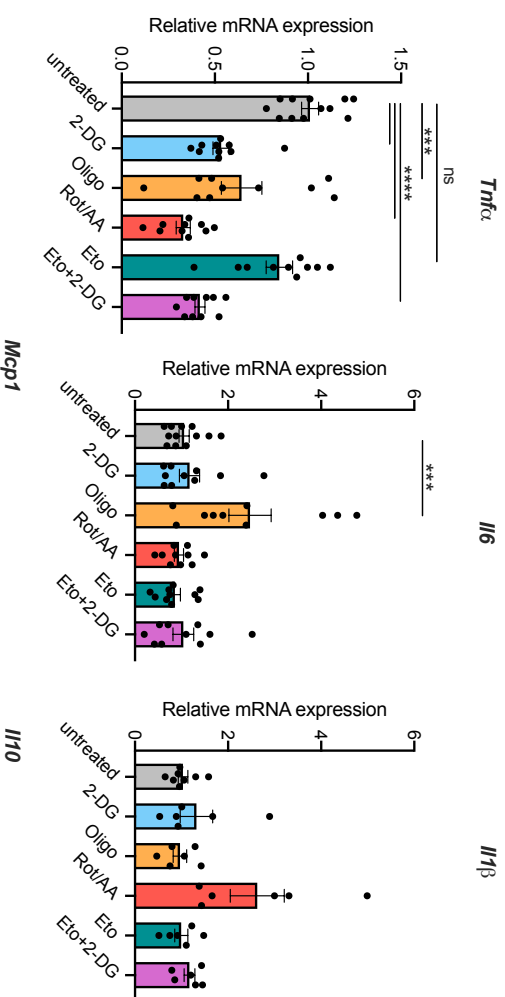 Tnfα
Relative mRNA expression
0.0
0.5
1.0
1.5
ns
***
****
untreated
2-DG
Oligo
Rot/AA
Eto
Eto+2-DG
Il6
Relative mRNA expression
0
2
4
6
***
untreated
2-DG
Oligo
Rot/AA
Eto
Eto+2-DG
Il1β
Relative mRNA expression
0
2
4
6
untreated
2-DG
Oligo
Rot/AA
Eto
Eto+2-DG
Mcp1
Il10